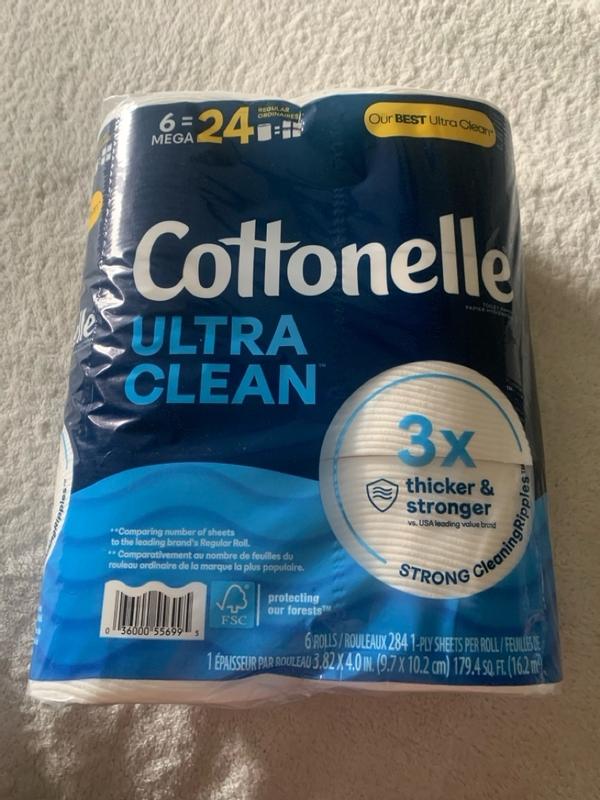 6 =
MEGA
24
REGULAR
ORDINAIRES
Our BEST Ultra Clean
Cottonelle
elle
ULTRA
CLEAN™
3x
thicker &
stronger
vs. USA leading value brand
STRONG CleaningRipples™
**Comparing number of sheets
to the leading brand's Regular Roll.
**Comparativement au nombre de feuilles du
rouleau ordinaire de la marque la plus populaire.
FSC
protecting
our forests™
0 36000 55699 5
6 ROLLS / ROULEAUX 284 1-PLY SHEETS PER ROLL / FEUILLES DE
1 ÉPAISSEUR PAR ROULEAU 3.82 X 4.0 IN. (9.7 X 10.2 cm) 179.4 SQ. FT. (16.2 m²)